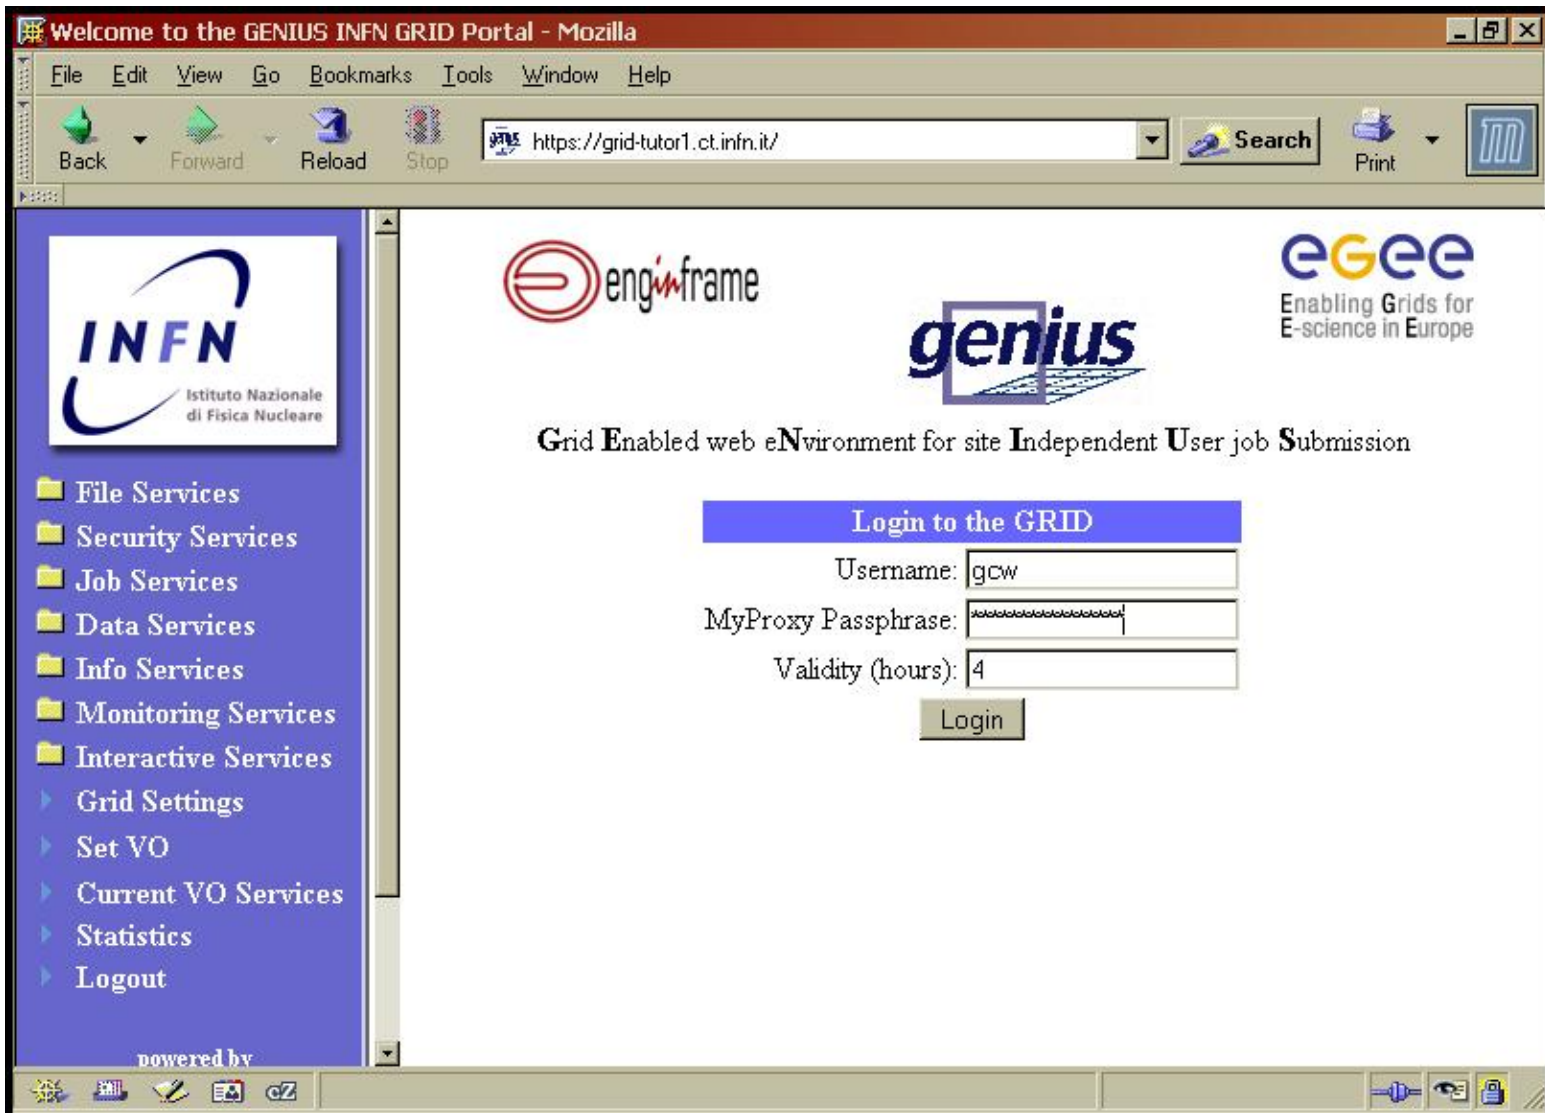 Welcome to the GENIUS INFN GRID Portal - Mozilla
File Edit View Go Bookmarks Tools Window Help
Back Forward Reload Stop https://grid-tutor1.ct.infn.it/ Search Print
INFN
Istituto Nazionale
di Fisica Nucleare
File Services
Security Services
Job Services
Data Services
Info Services
Monitoring Services
Interactive Services
Grid Settings
Set VO
Current VO Services
Statistics
Logout
powered by
enginframe
genius
egee
Enabling Grids for
E-science in Europe
Grid Enabled web eNvironment for site Independent User job Submission
Login to the GRID
Username: gcw
MyProxy Passphrase:
Validity (hours): 4
Login